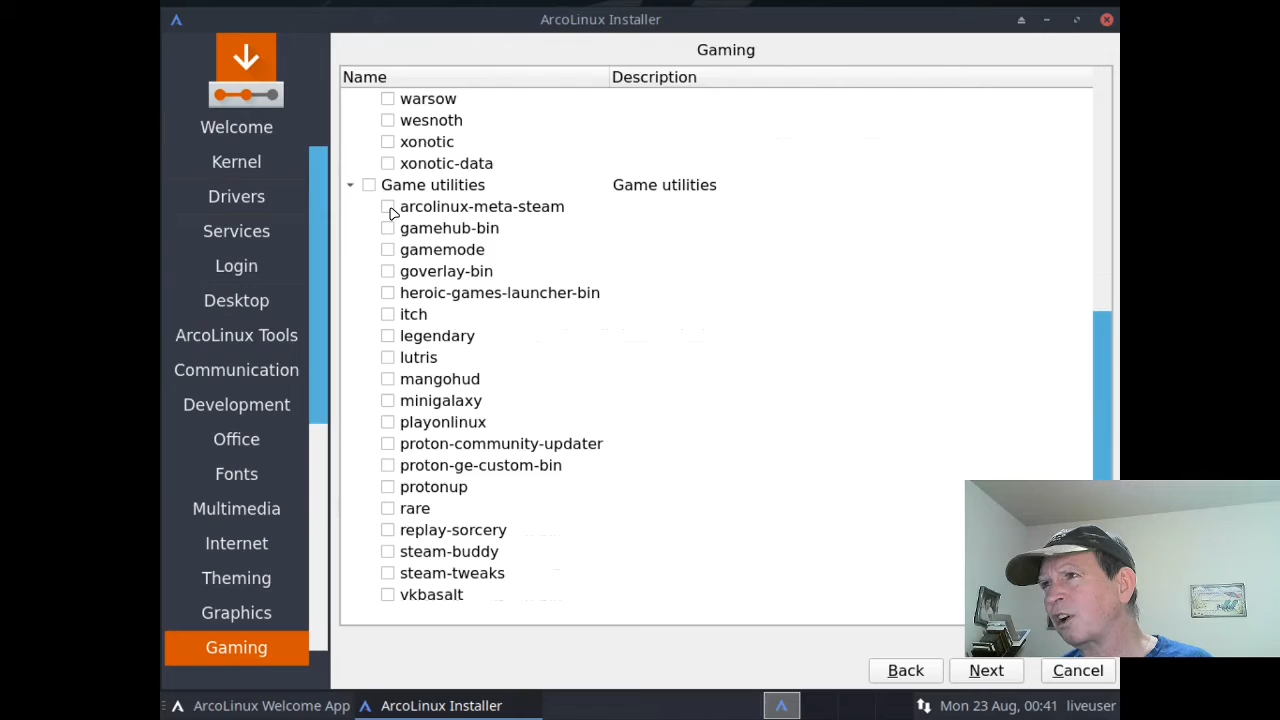 ArcoLinux Installer
Gaming
Name Description
warsow
wesnoth
xonotic
xonotic-data
Game utilities Game utilities
arcolinux-meta-steam
gamehub-bin
gamemode
goverlay-bin
heroic-games-launcher-bin
itch
legendary
lutris
mangohud
minigalaxy
playonlinux
proton-community-updater
proton-ge-custom-bin
protonup
rare
replay-sorcery
steam-buddy
steam-tweaks
vkbasalt
Welcome
Kernel
Drivers
Services
Login
Desktop
ArcoLinux Tools
Communication
Development
Office
Fonts
Multimedia
Internet
Theming
Graphics
Gaming
Back Next Cancel
ArcoLinux Welcome App ArcoLinux Installer Mon 23 Aug, 00:41 liveuser